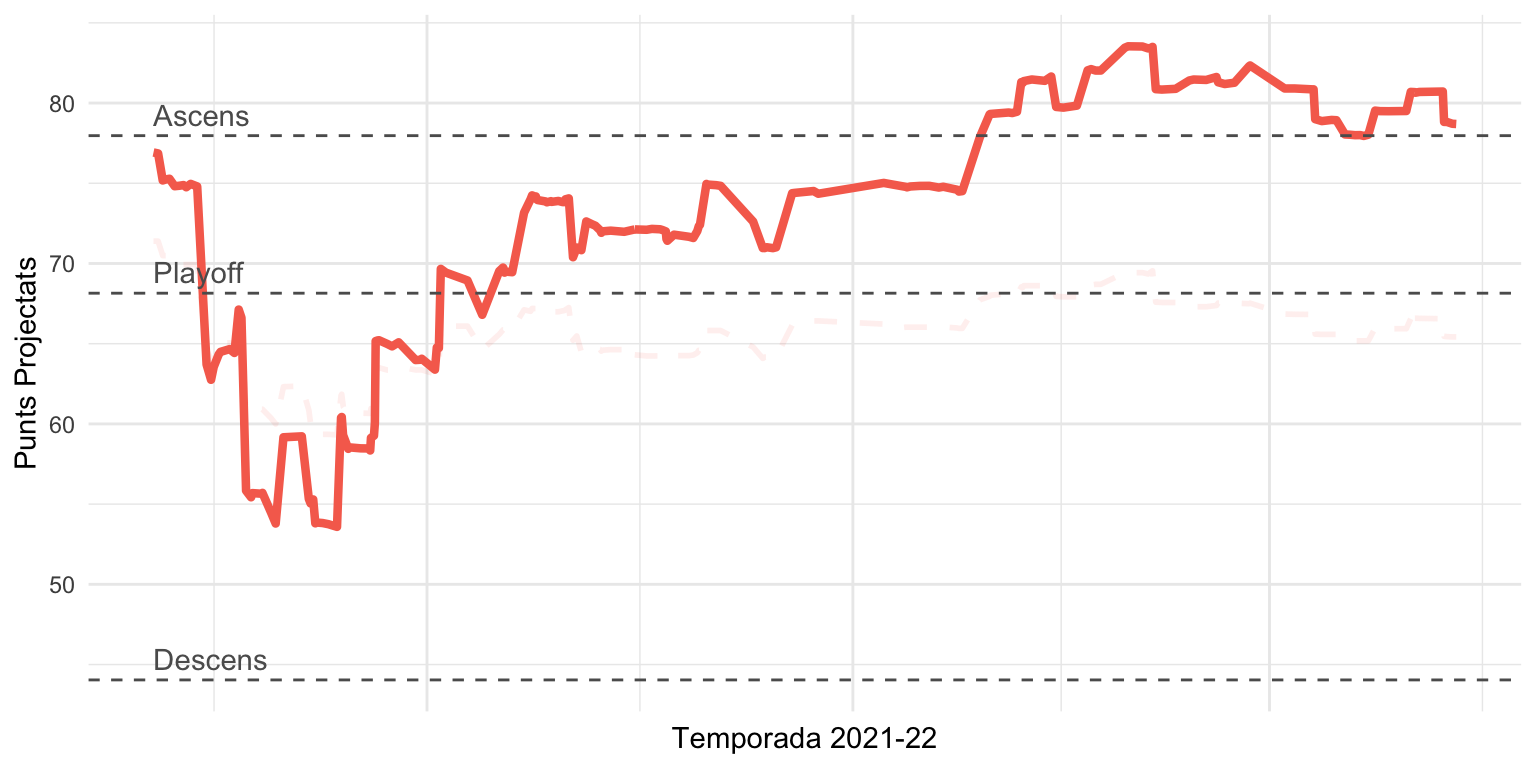 80
70
60
50
Ascens
Playoff
Descens
Punts Projectats
Temporada 2021-22